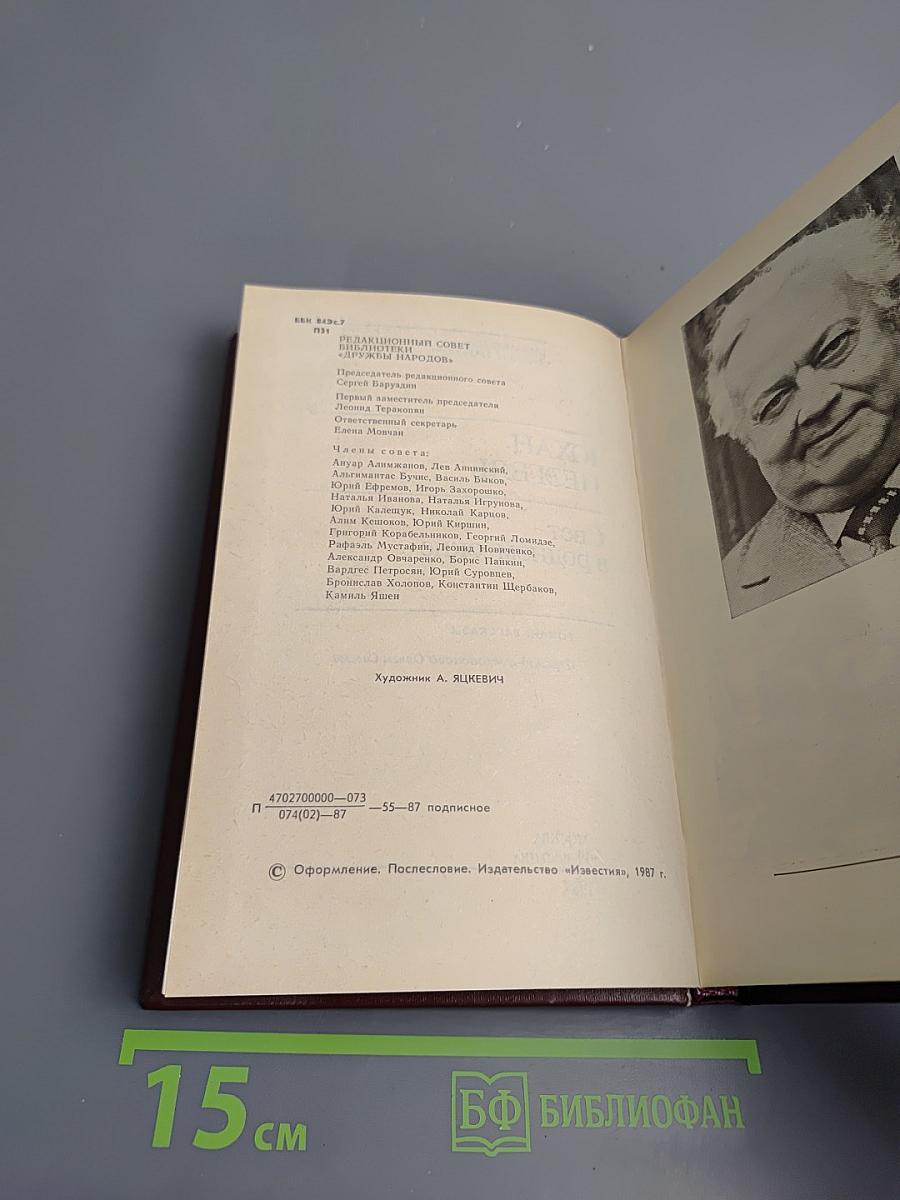 ББК 84Эс.7
П31
РЕДАКЦИОННЫЙ СОВЕТ
БИБЛИОТЕКИ
«ДРУЖБЫ НАРОДОВ»
Председатель редакционного совета
Сергей Баруздин
Первый заместитель председателя
Леонид Теракопян
Ответственный секретарь
Елена Мовчан
Члены совета:
Ануар Алимжанов, Лев Аннинский,
Альгимантас Бучис, Василь Быков,
Юрий Ефремов, Игорь Захорошко,
Наталья Иванова, Наталья Игрунова,
Юрий Калещук, Николай Карцов,
Алим Кешоков, Юрий Киршин,
Григорий Корабельников, Георгий Ломидзе,
Рафаэль Мустафин, Леонид Новиченко,
Александр Овчаренко, Борис Панкин,
Вардгес Петросян, Юрий Суровцев,
Бронислав Холопов, Константин Щербаков,
Камиль Яшен
Художник А. ЯЦКЕВИЧ
П 4702700000—073
074(02)—87 —55—87 подписное
© Оформление. Послесловие. Издательство «Известия», 1987 г.
15 см
БФ БИБЛИОФАН